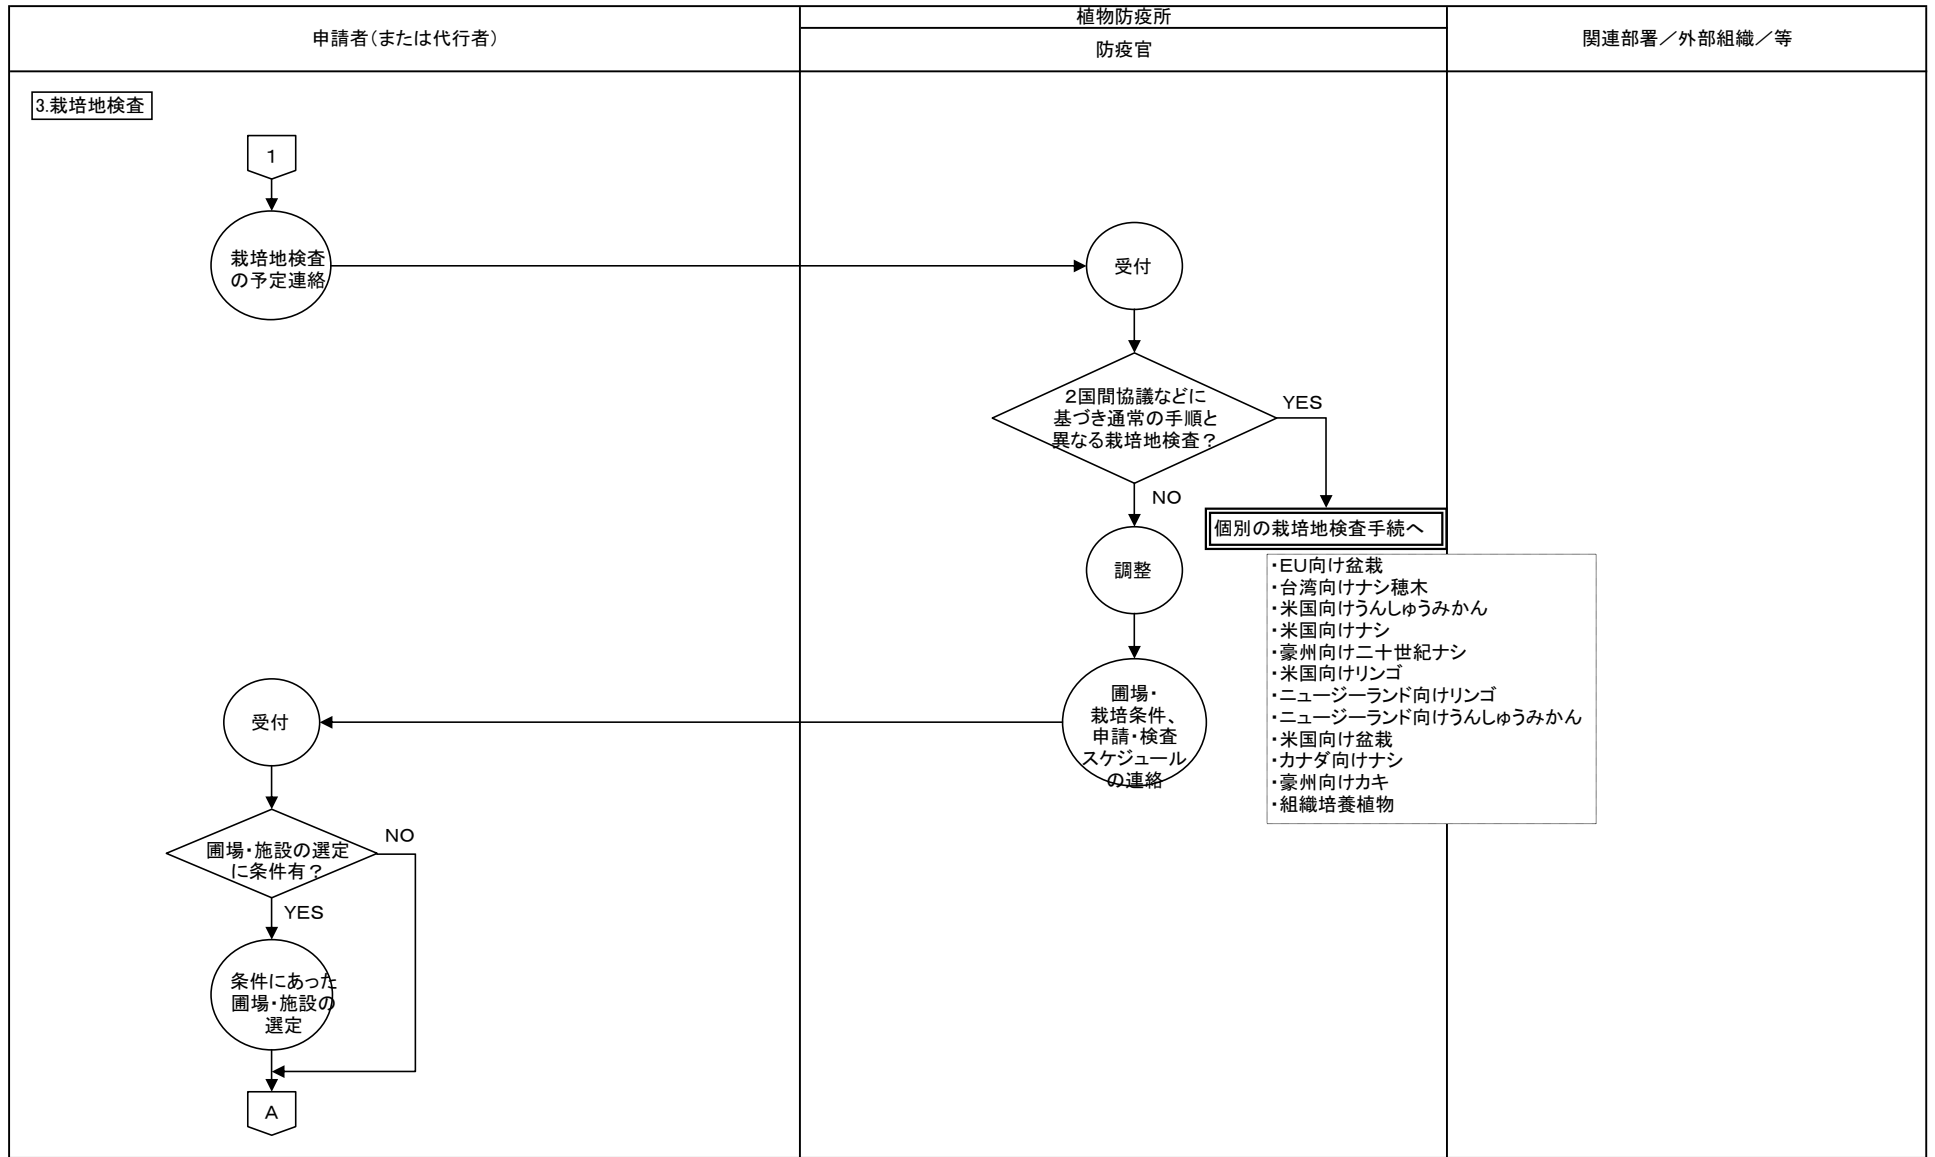 申請者(または代行者)
植物防疫所
防疫官
関連部署/外部組織/等
3.栽培地検査
1
栽培地検査
の予定連絡
受付
2国間協議などに
基づき通常の手順と
異なる栽培地検査?
YES
NO
個別の栽培地検査手続へ
・EU向け盆栽
・台湾向けナシ穂木
・米国向けうんしゅうみかん
・米国向けナシ
・豪州向け二十世紀ナシ
・米国向けリンゴ
・ニュージーランド向けリンゴ
・ニュージーランド向けうんしゅうみかん
・米国向け盆栽
・カナダ向けナシ
・豪州向けカキ
・組織培養植物
調整
圃場・
栽培条件、
申請・検査
スケジュール
の連絡
受付
圃場・施設の選定
に条件有?
NO
YES
条件にあった
圃場・施設の
選定
A